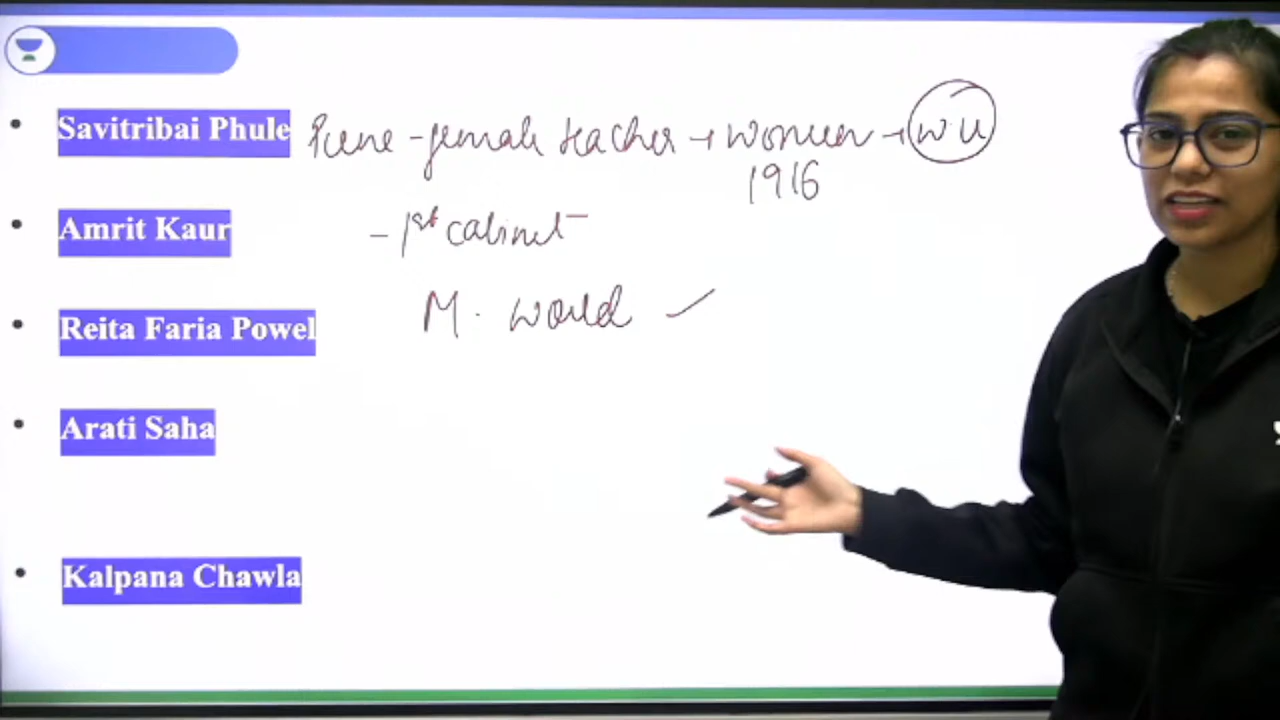 Savitribai Phule Pune - female teacher → women → WU
1916
Amrit Kaur - 1st cabinet -
Reita Faria Powel M. world ✓
Arati Saha
Kalpana Chawla